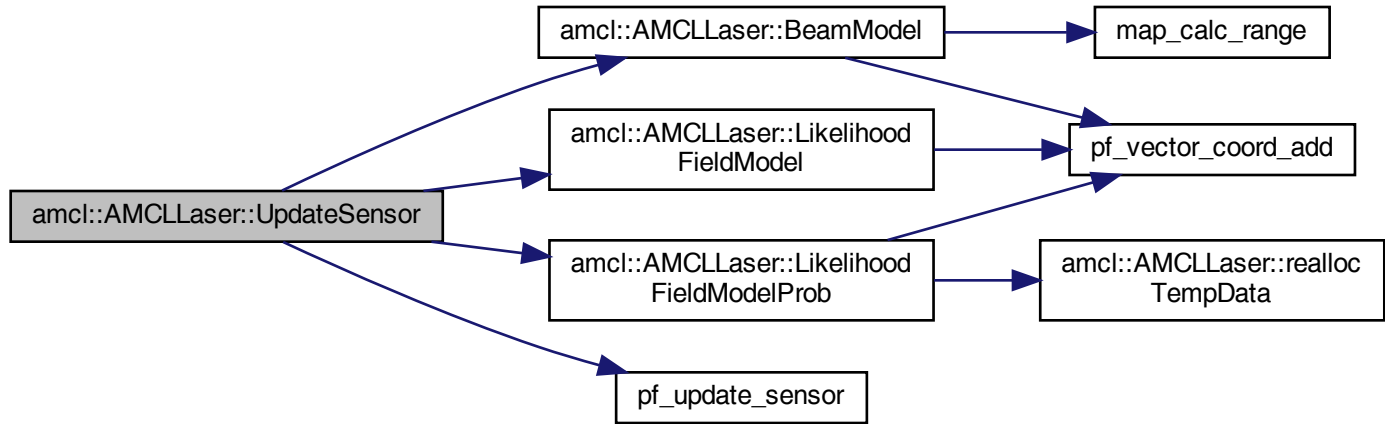 amcl::AMCLLaser::UpdateSensor
amcl::AMCLLaser::BeamModel
map_calc_range
amcl::AMCLLaser::Likelihood
FieldModel
pf_vector_coord_add
amcl::AMCLLaser::Likelihood
FieldModelProb
amcl::AMCLLaser::realloc
TempData
pf_update_sensor